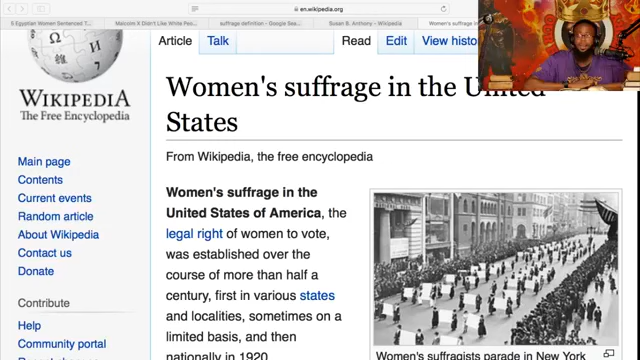 en.wikipedia.org
5 Egyptian Women Sentenced T...
Malcolm X Didn't Like White Peo...
suffrage definition - Google Sea...
Susan B. Anthony - Wikipedia
Women's suffrage in
Article Talk Read Edit View histo
WIKIPEDIA
The Free Encyclopedia
Women's suffrage in the United
States
From Wikipedia, the free encyclopedia
Main page
Contents
Current events
Random article
About Wikipedia
Contact us
Donate
Contribute
Help
Community portal
Women's suffrage in the
United States of America, the
legal right of women to vote,
was established over the
course of more than half a
century, first in various states
and localities, sometimes on a
limited basis, and then
nationally in 1920.
Women's suffragists parade in New York